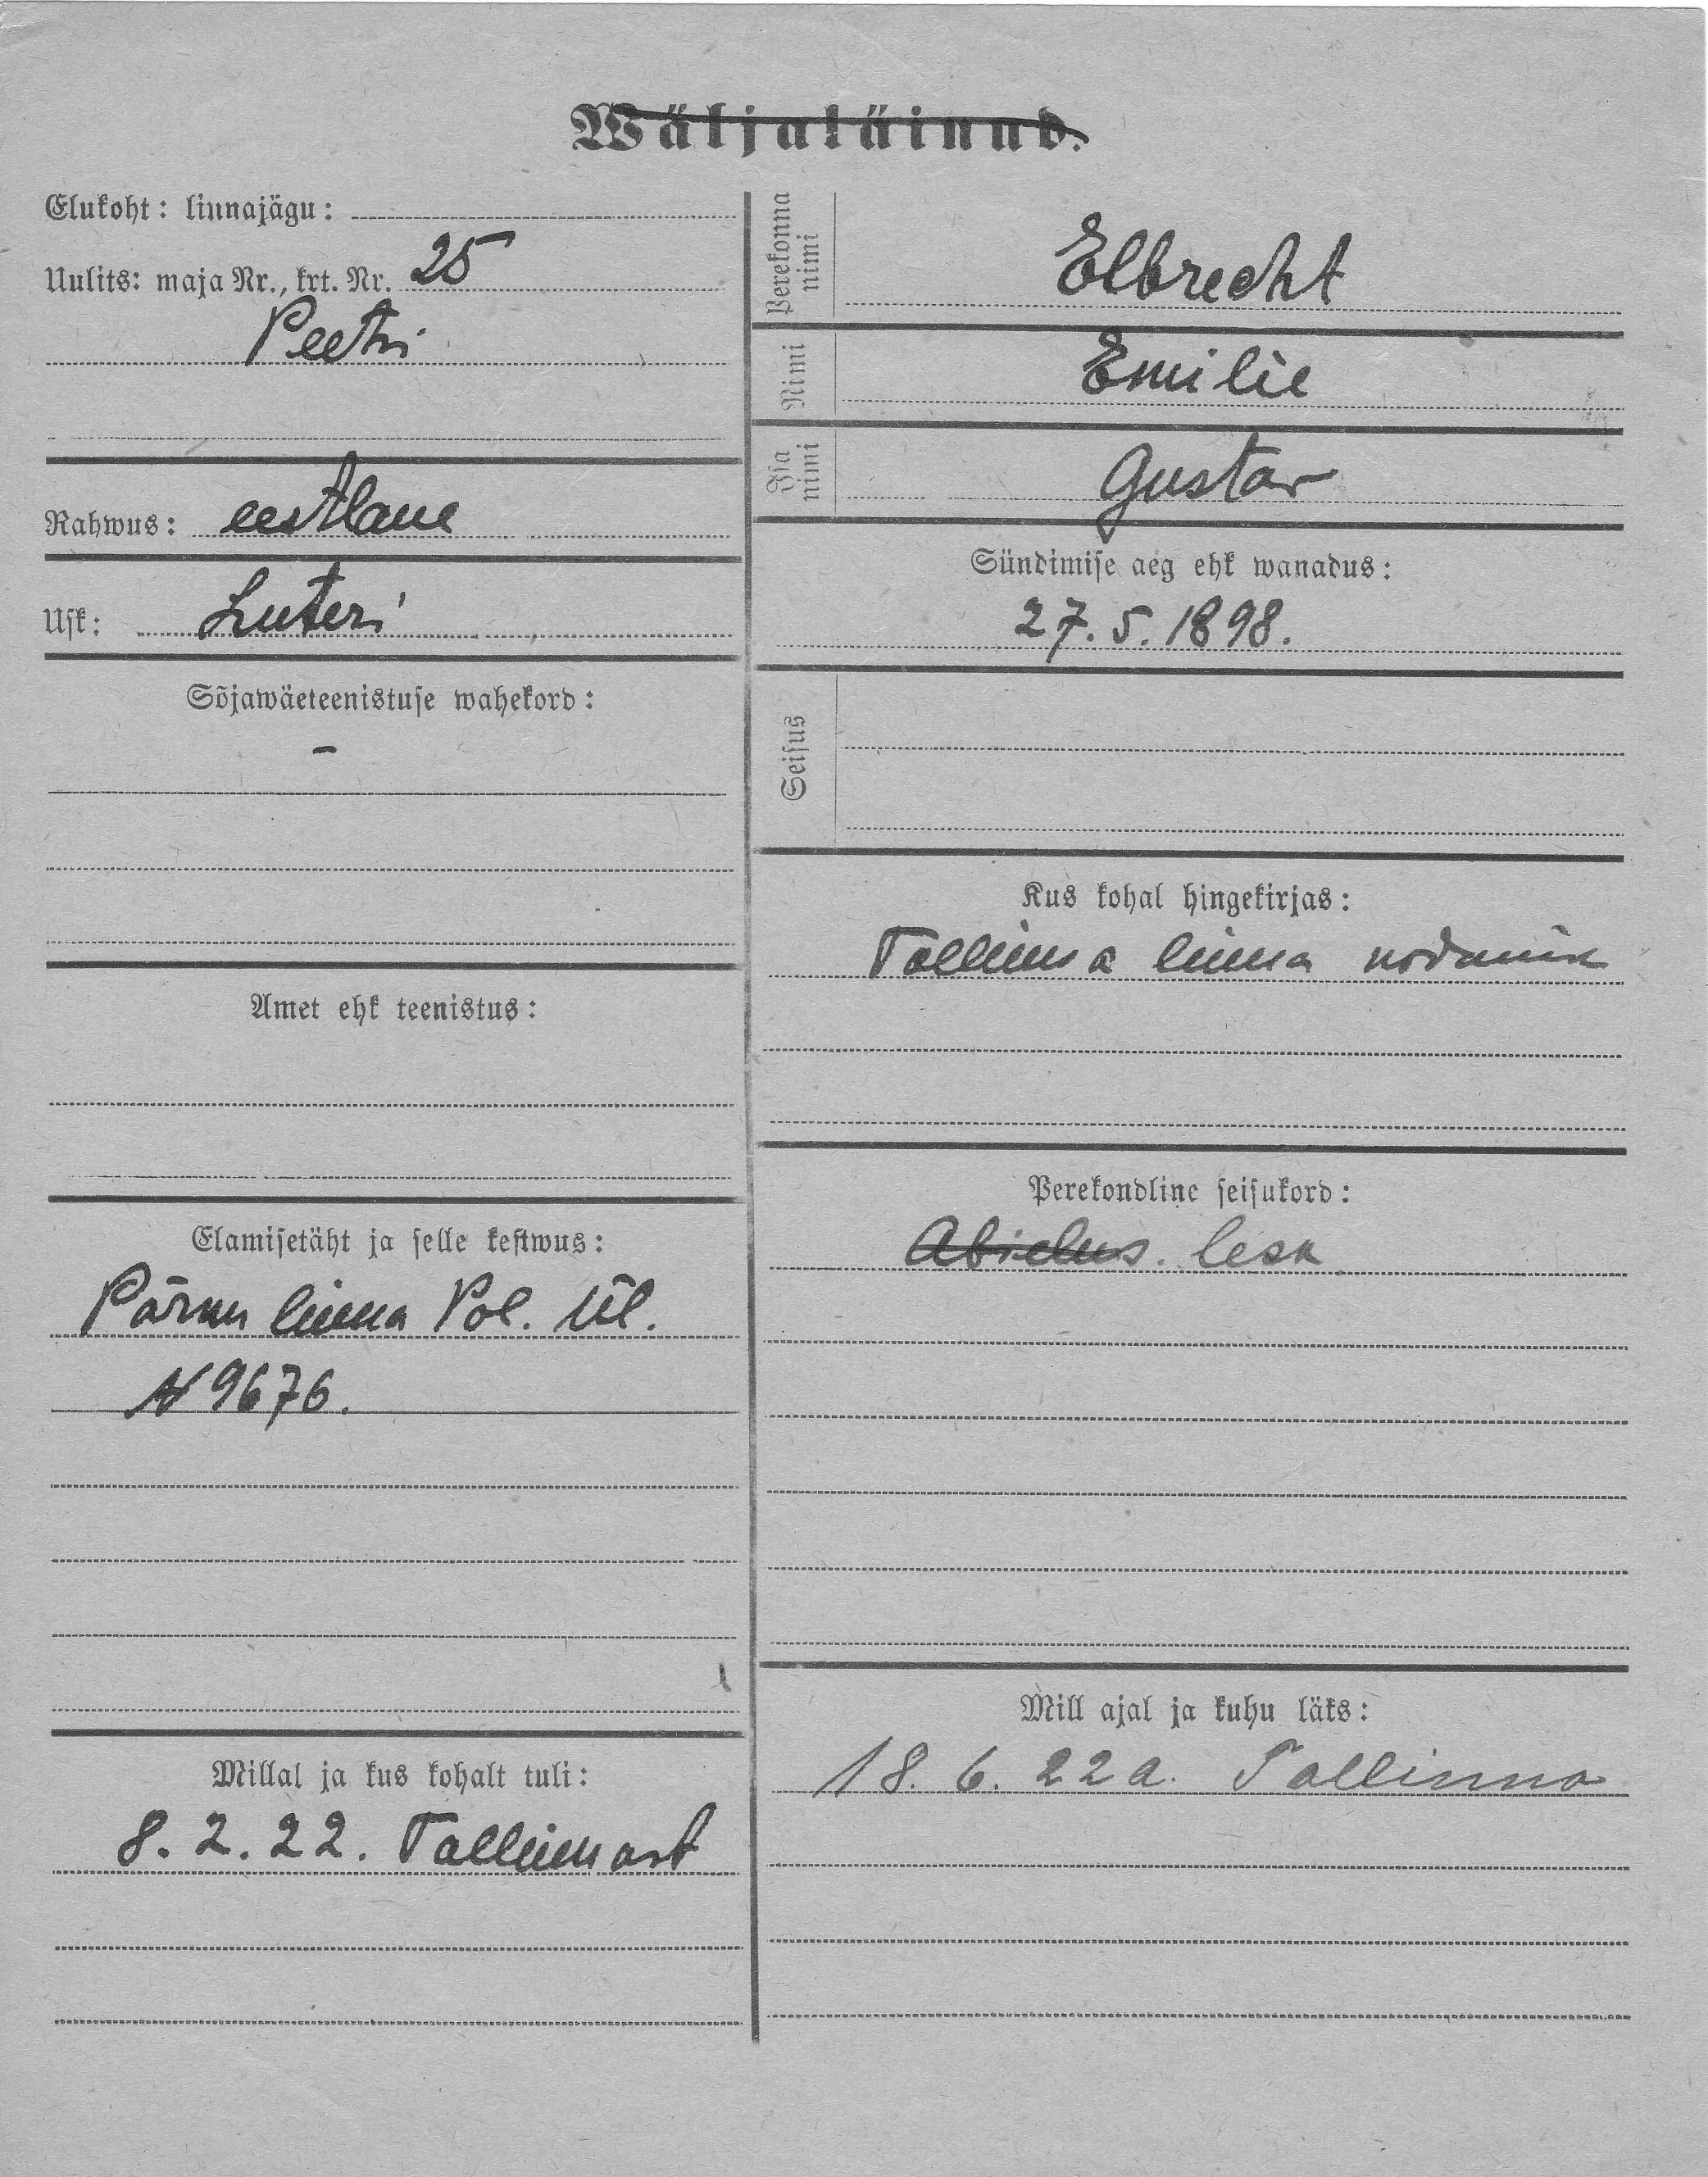 Wäljaläinud.
Elukoht: linnajägu:
Uulits: maja Nr., krt. Nr. 25
Peetri
Rahwus: eestlane
Usk: Luteri
Sõjawäeteenistuse wahekord:
–
Amet ehk teenistus:
Elamisetäht ja selle kestwus:
Pärnu linna Pol. Ül.
N 9676.
Millal ja kus kohalt tuli:
8. 2. 22. Tallinnast
Perekonna nimi Elbrecht
Nimi Emilie
Isa nimi Gustav
Sündimise aeg ehk wanadus:
27. 5. 1898.
Seisus
Kus kohal hingekirjas:
Tallinna linna kodanik
Perekondline seisukord:
Abielus. lesk
Mill ajal ja kuhu läks:
18. 6. 22 a. Tallinna